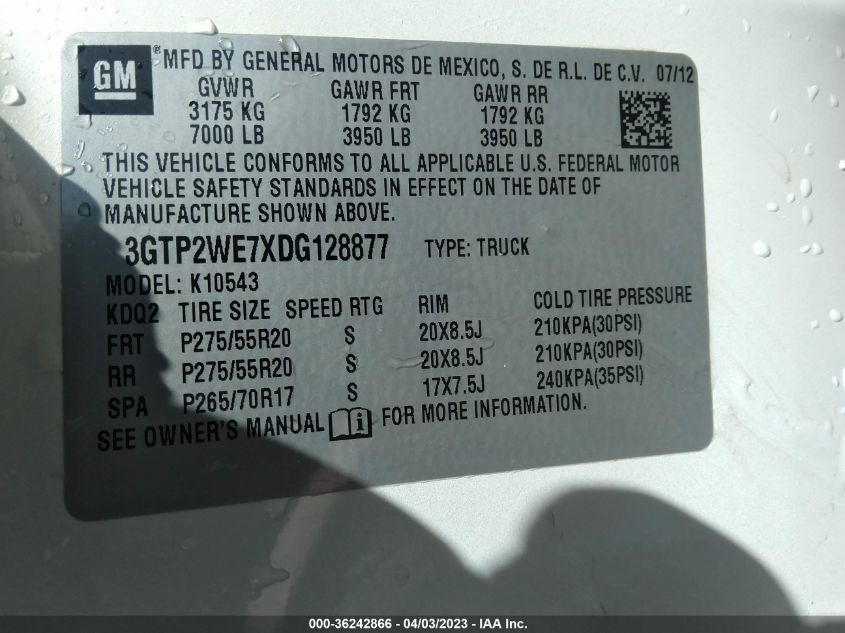 GM ® MFD BY GENERAL MOTORS DE MEXICO, S. DE R.L. DE C.V. 07/12
GVWR GAWR FRT GAWR RR
3175 KG 1792 KG 1792 KG
7000 LB 3950 LB 3950 LB
THIS VEHICLE CONFORMS TO ALL APPLICABLE U.S. FEDERAL MOTOR
VEHICLE SAFETY STANDARDS IN EFFECT ON THE DATE OF
MANUFACTURE SHOWN ABOVE.
3GTP2WE7XDG128877 TYPE: TRUCK
MODEL: K10543
KDQ2 TIRE SIZE SPEED RTG RIM COLD TIRE PRESSURE
FRT P275/55R20 S 20X8.5J 210KPA(30PSI)
RR P275/55R20 S 20X8.5J 210KPA(30PSI)
SPA P265/70R17 S 17X7.5J 240KPA(35PSI)
SEE OWNER'S MANUAL i FOR MORE INFORMATION.
000-36242866 - 04/03/2023 - IAA Inc.